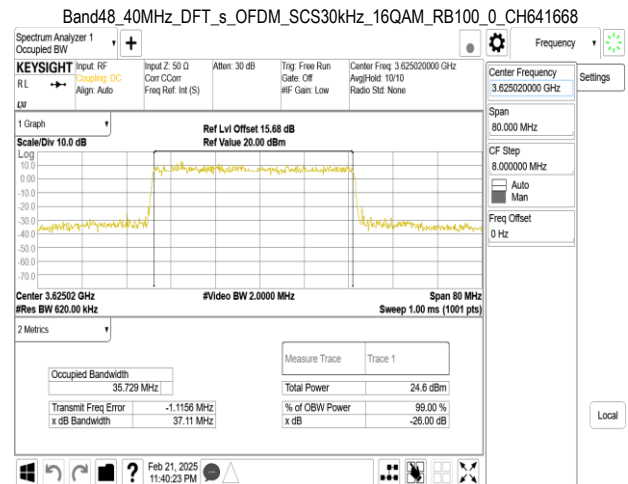 Band48_40MHz_DFT_s_OFDM_SCS30kHz_16QAM_RB100_0_CH641668
Spectrum Analyzer 1
Occupied BW
Frequency
KEYSIGHT
RL
Input: RF
Coupling: DC
Align: Auto
Input Z: 50 Ω
Corr CCorr
Freq Ref: Int (S)
Atten: 30 dB
Trig: Free Run
Gate: Off
#IF Gain: Low
Center Freq: 3.625020000 GHz
Avg|Hold: 10/10
Radio Std: None
Center Frequency
3.625020000 GHz
Settings
Span
80.000 MHz
CF Step
8.000000 MHz
Auto
Man
Freq Offset
0 Hz
Local
1 Graph
Scale/Div 10.0 dB
Ref Lvl Offset 15.68 dB
Ref Value 20.00 dBm
Log
10.0
0.00
-10.0
-20.0
-30.0
-40.0
-50.0
-60.0
-70.0
Center 3.62502 GHz
#Res BW 620.00 kHz
#Video BW 2.0000 MHz
Span 80 MHz
Sweep 1.00 ms (1001 pts)
2 Metrics
Measure Trace Trace 1
Occupied Bandwidth
35.729 MHz
Total Power 24.6 dBm
Transmit Freq Error -1.1156 MHz
% of OBW Power 99.00 %
x dB Bandwidth 37.11 MHz
x dB -26.00 dB
Feb 21, 2025
11:40:23 PM